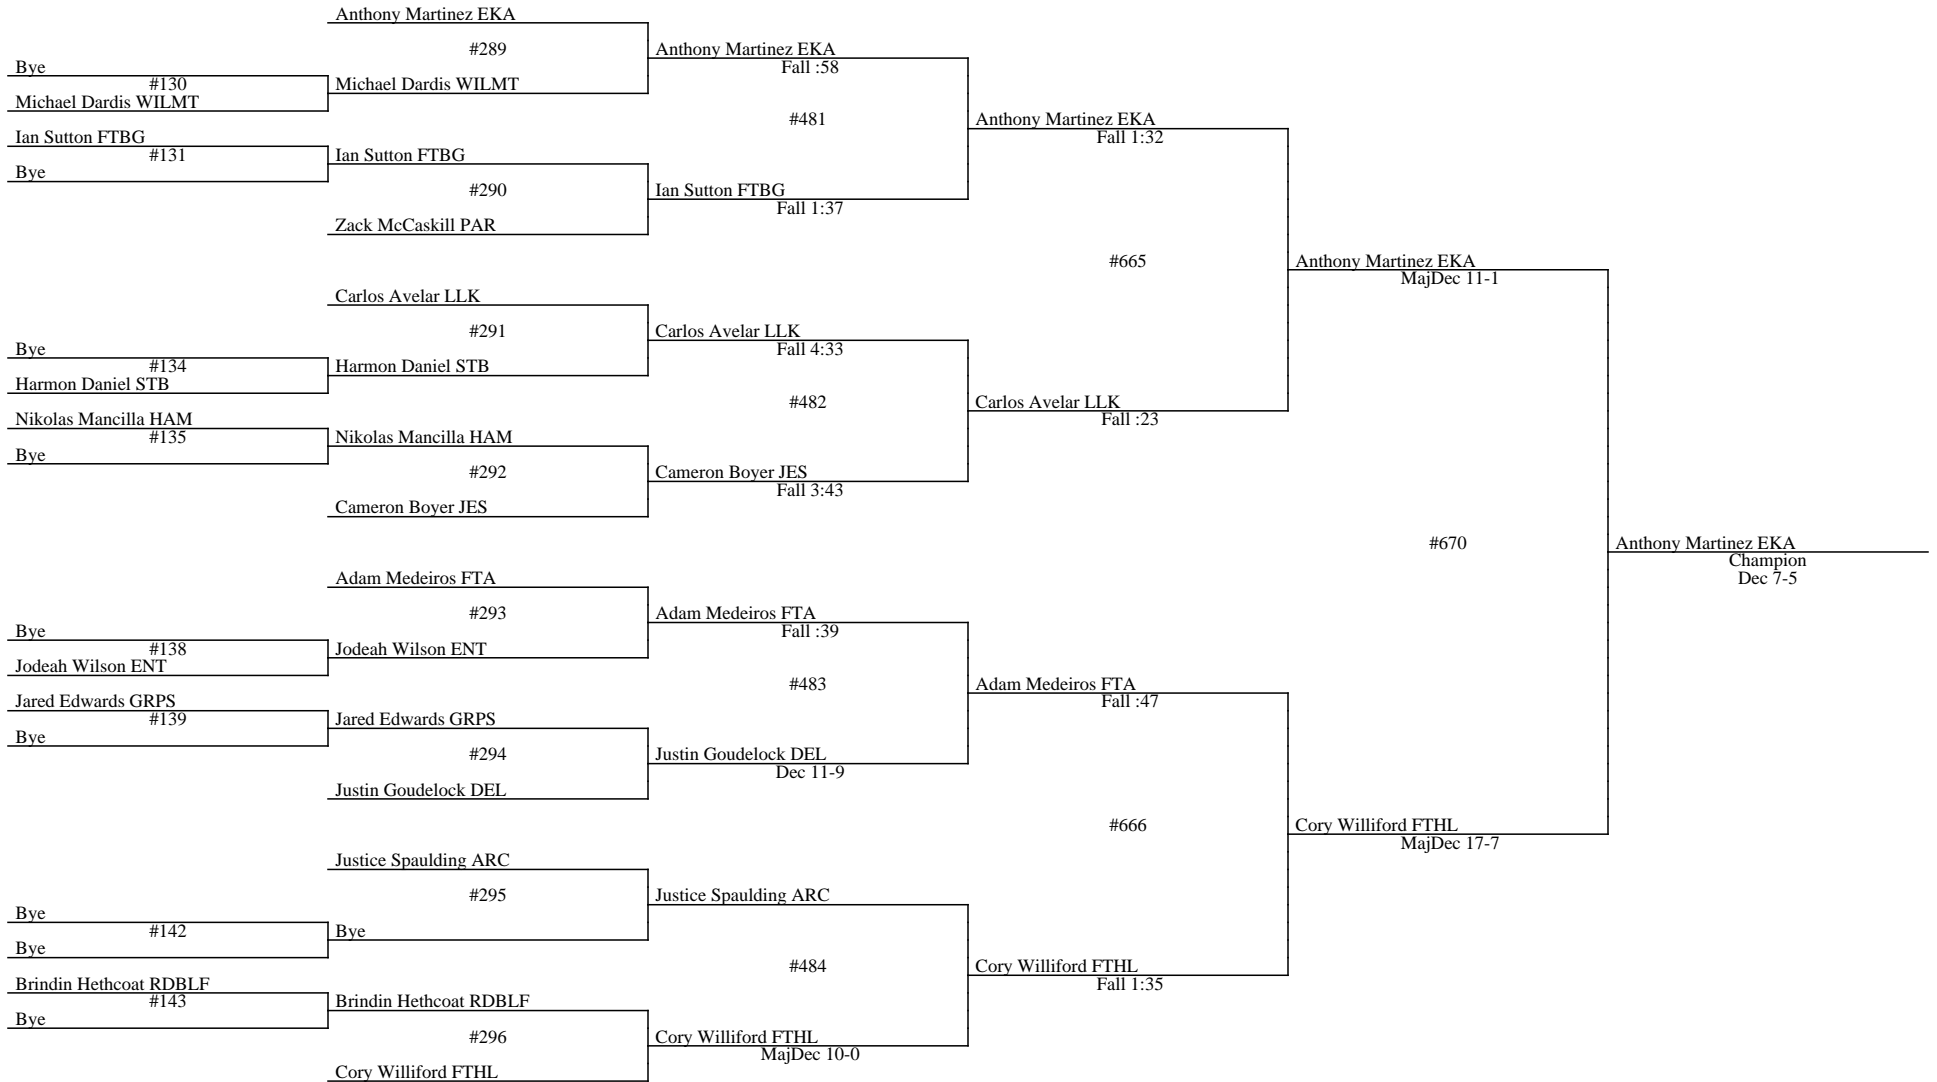 Anthony Martinez EKA
#289
Anthony Martinez EKA
Fall :58
Bye
#130
Michael Dardis WILMT
Michael Dardis WILMT
#481
Anthony Martinez EKA
Fall 1:32
Ian Sutton FTBG
#131
Ian Sutton FTBG
Bye
#290
Ian Sutton FTBG
Fall 1:37
Zack McCaskill PAR
#665
Anthony Martinez EKA
MajDec 11-1
Carlos Avelar LLK
#291
Carlos Avelar LLK
Fall 4:33
Bye
#134
Harmon Daniel STB
Harmon Daniel STB
#482
Carlos Avelar LLK
Fall :23
Nikolas Mancilla HAM
#135
Nikolas Mancilla HAM
Bye
#292
Cameron Boyer JES
Fall 3:43
Cameron Boyer JES
#670
Anthony Martinez EKA
Champion
Dec 7-5
Adam Medeiros FTA
#293
Adam Medeiros FTA
Fall :39
Bye
#138
Jodeah Wilson ENT
Jodeah Wilson ENT
#483
Adam Medeiros FTA
Fall :47
Jared Edwards GRPS
#139
Jared Edwards GRPS
Bye
#294
Justin Goudelock DEL
Dec 11-9
Justin Goudelock DEL
#666
Cory Williford FTHL
MajDec 17-7
Justice Spaulding ARC
#295
Justice Spaulding ARC
Bye
#142
Bye
Bye
#484
Cory Williford FTHL
Fall 1:35
Brindin Hethcoat RDBLF
#143
Brindin Hethcoat RDBLF
Bye
#296
Cory Williford FTHL
MajDec 10-0
Cory Williford FTHL